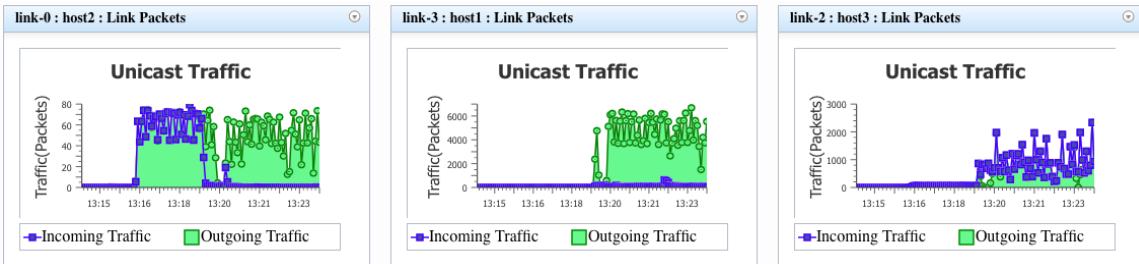 link-0 : host2 : Link Packets
Unicast Traffic
Traffic(Packets)
80
60
40
20
0
13:15 13:16 13:18 13:20 13:21 13:23
Incoming Traffic Outgoing Traffic
link-3 : host1 : Link Packets
Unicast Traffic
Traffic(Packets)
6000
4000
2000
0
13:15 13:16 13:18 13:20 13:21 13:23
Incoming Traffic Outgoing Traffic
link-2 : host3 : Link Packets
Unicast Traffic
Traffic(Packets)
3000
2000
1000
0
13:15 13:16 13:18 13:20 13:21 13:23
Incoming Traffic Outgoing Traffic